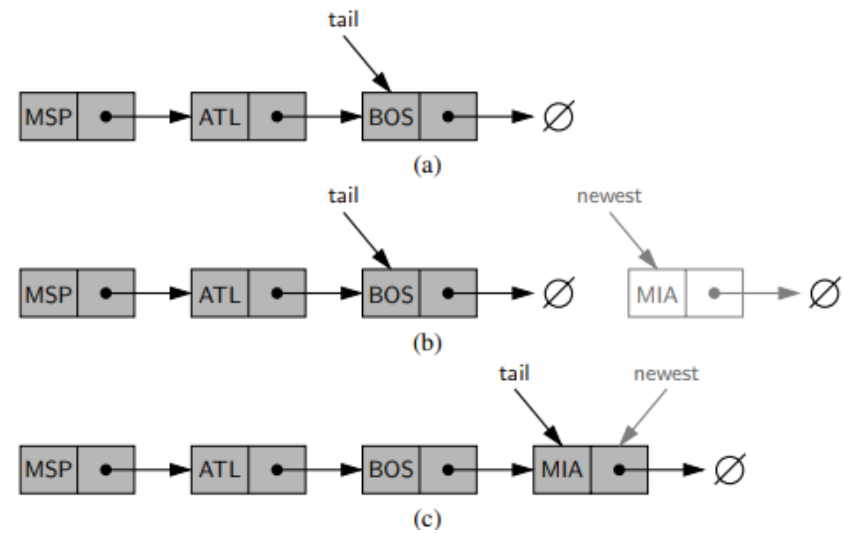 tail
MSP ATL BOS ∅
(a)
tail newest
MSP ATL BOS ∅ MIA ∅
(b)
tail newest
MSP ATL BOS MIA ∅
(c)